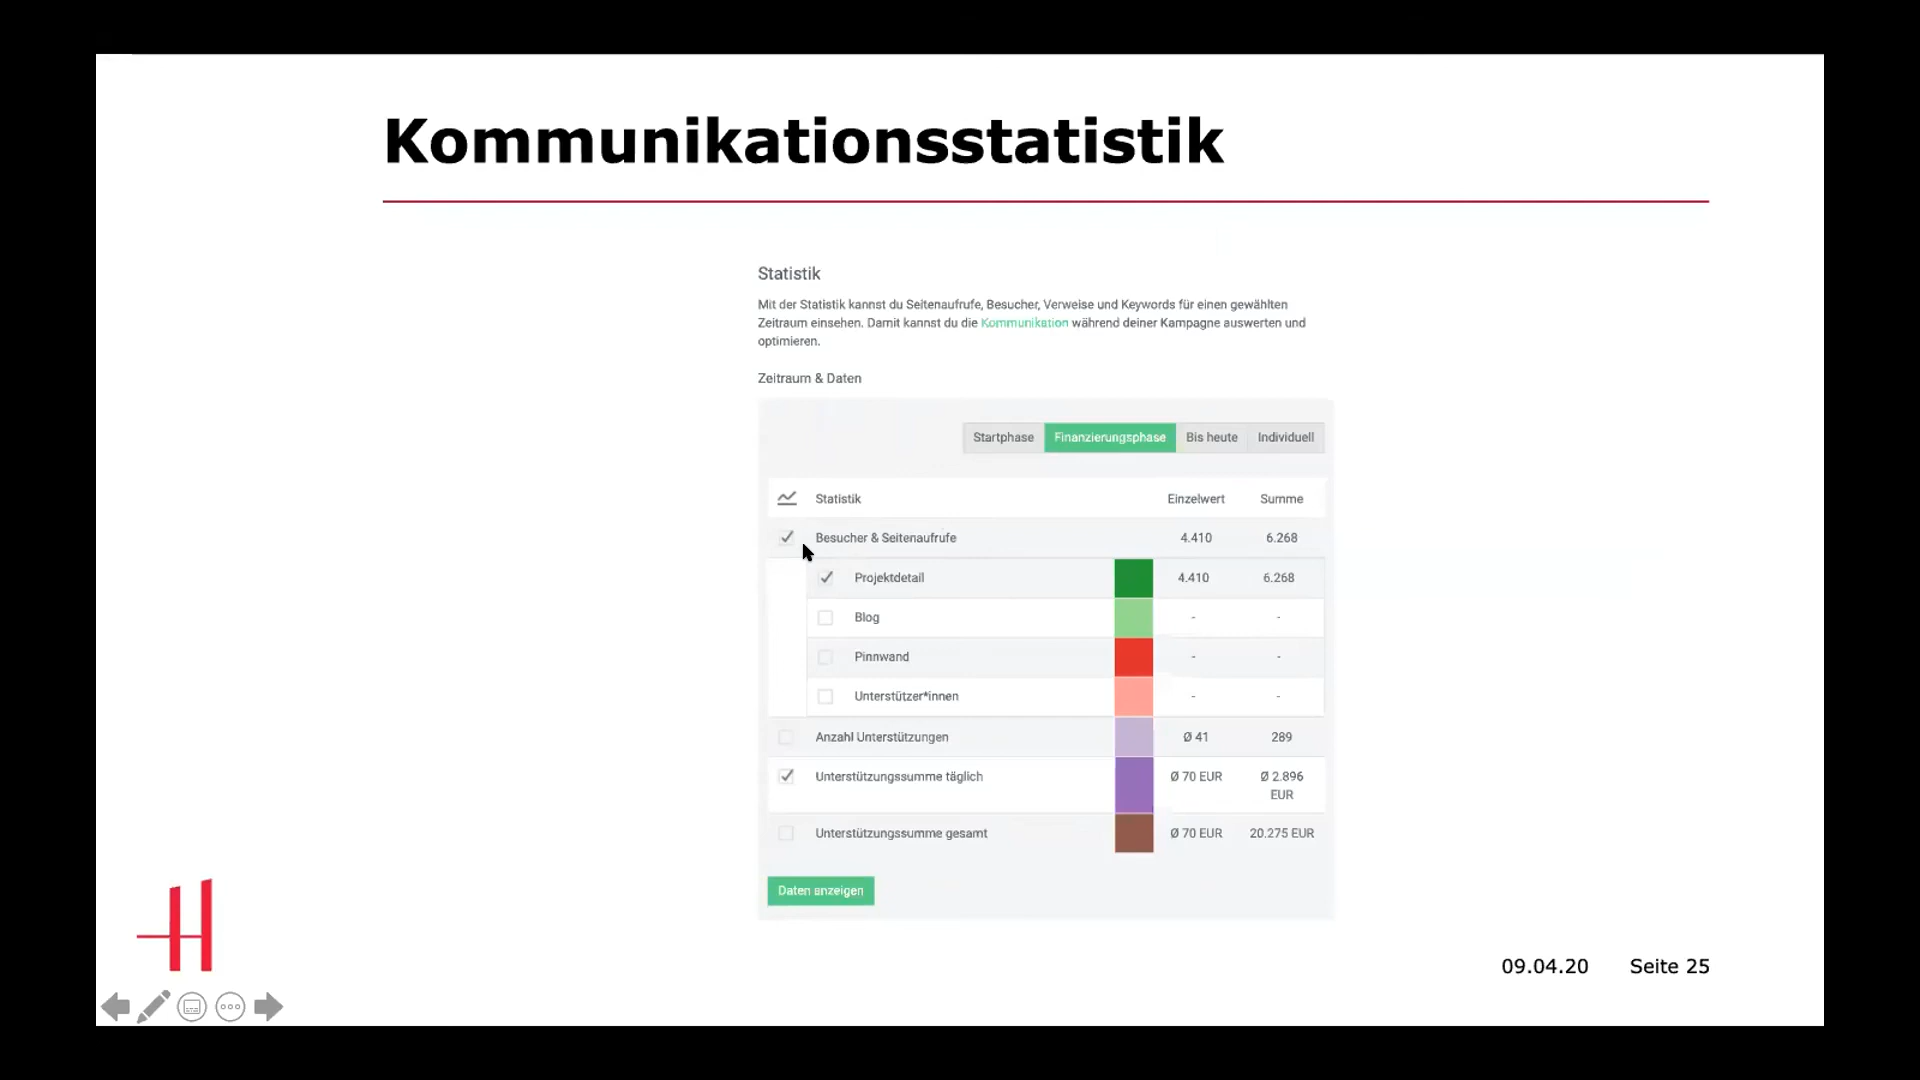 Kommunikationsstatistik
Statistik
Mit der Statistik kannst du Seitenaufrufe, Besucher, Verweise und Keywords für einen gewählten
Zeitraum einsehen. Damit kannst du die Kommunikation während deiner Kampagne auswerten und
optimieren.
Zeitraum & Daten
Startphase Finanzierungsphase Bis heute Individuell
Statistik Einzelwert Summe
Besucher & Seitenaufrufe 4.410 6.268
Projektdetail 4.410 6.268
Blog - -
Pinnwand - -
Unterstützer*innen - -
Anzahl Unterstützungen Ø 41 289
Unterstützungssumme täglich Ø 70 EUR Ø 2.896
EUR
Unterstützungssumme gesamt Ø 70 EUR 20.275 EUR
Daten anzeigen
H
09.04.20 Seite 25